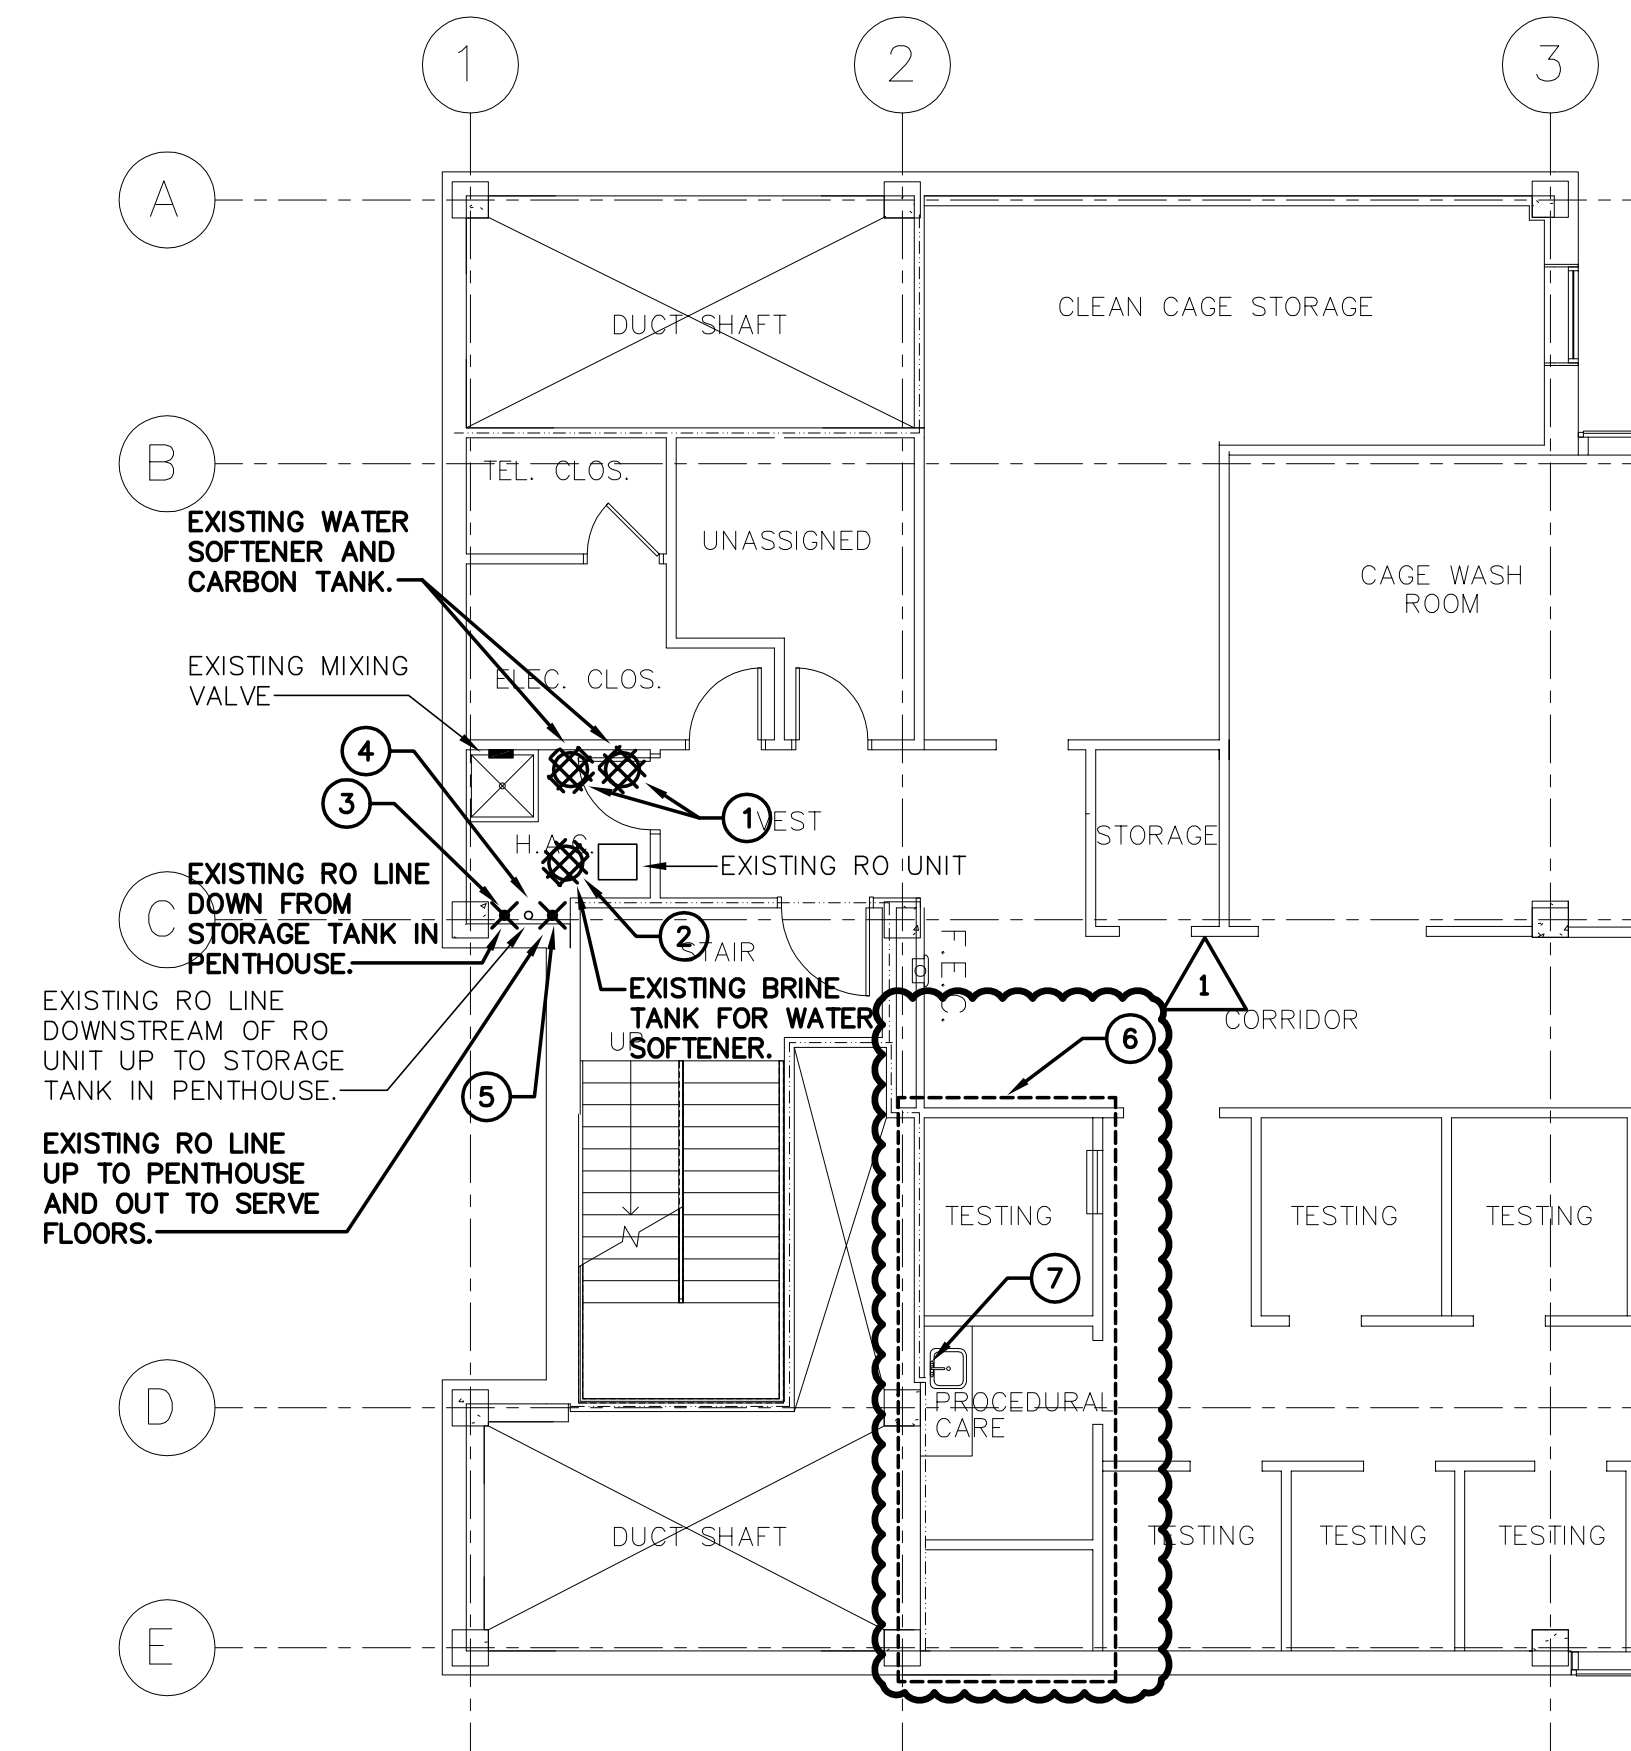 1
2
3
A
DUCT SHAFT
CLEAN CAGE STORAGE
B
TEL. CLOS.
EXISTING WATER
SOFTENER AND
CARBON TANK.
UNASSIGNED
CAGE WASH
ROOM
EXISTING MIXING
VALVE
ELEC. CLOS.
4
3
1
VEST
STORAGE
H.A.C.
EXISTING RO UNIT
C
EXISTING RO LINE
DOWN FROM
STORAGE TANK IN
PENTHOUSE.
2
STAIR
F.E.C.
1
CORRIDOR
EXISTING BRINE
TANK FOR WATER
SOFTENER.
UP
EXISTING RO LINE
DOWNSTREAM OF RO
UNIT UP TO STORAGE
TANK IN PENTHOUSE.
5
6
EXISTING RO LINE
UP TO PENTHOUSE
AND OUT TO SERVE
FLOORS.
TESTING
TESTING
TESTING
7
D
PROCEDURAL
CARE
DUCT SHAFT
TESTING
TESTING
TESTING
E